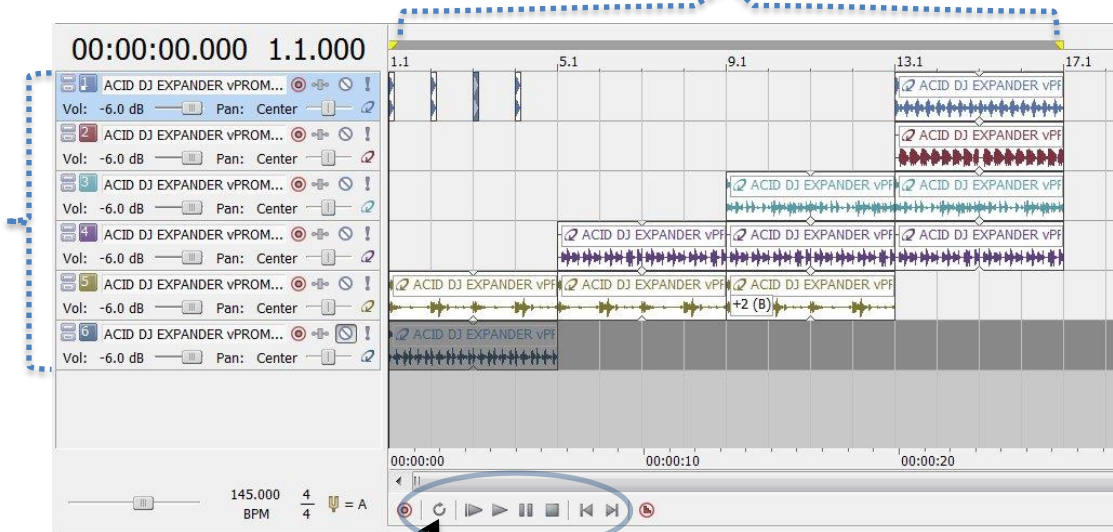 00:00:00.000 1.1.000
1.1 5.1 9.1 13.1 17.1
1 ACID DJ EXPANDER vPROM...
Vol: -6.0 dB Pan: Center
ACID DJ EXPANDER vPF
2 ACID DJ EXPANDER vPROM...
Vol: -6.0 dB Pan: Center
ACID DJ EXPANDER vPF
3 ACID DJ EXPANDER vPROM...
Vol: -6.0 dB Pan: Center
ACID DJ EXPANDER vPF ACID DJ EXPANDER vPF
4 ACID DJ EXPANDER vPROM...
Vol: -6.0 dB Pan: Center
ACID DJ EXPANDER vPF ACID DJ EXPANDER vPF ACID DJ EXPANDER vPF
5 ACID DJ EXPANDER vPROM...
Vol: -6.0 dB Pan: Center
ACID DJ EXPANDER vPF ACID DJ EXPANDER vPF ACID DJ EXPANDER vPF
+2 (B)
6 ACID DJ EXPANDER vPROM...
Vol: -6.0 dB Pan: Center
ACID DJ EXPANDER vPF
00:00:00 00:00:10 00:00:20
145.000 4 = A
BPM 4